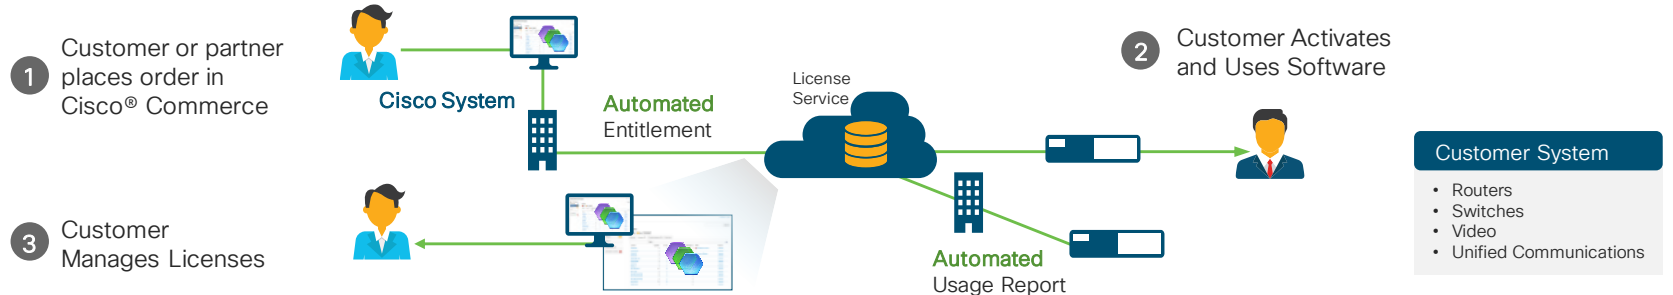 1
Customer or partner
places order in
Cisco® Commerce
Cisco System
Automated
Entitlement
License
Service
2
Customer Activates
and Uses Software
Customer System
• Routers
• Switches
• Video
• Unified Communications
3
Customer
Manages Licenses
Automated
Usage Report